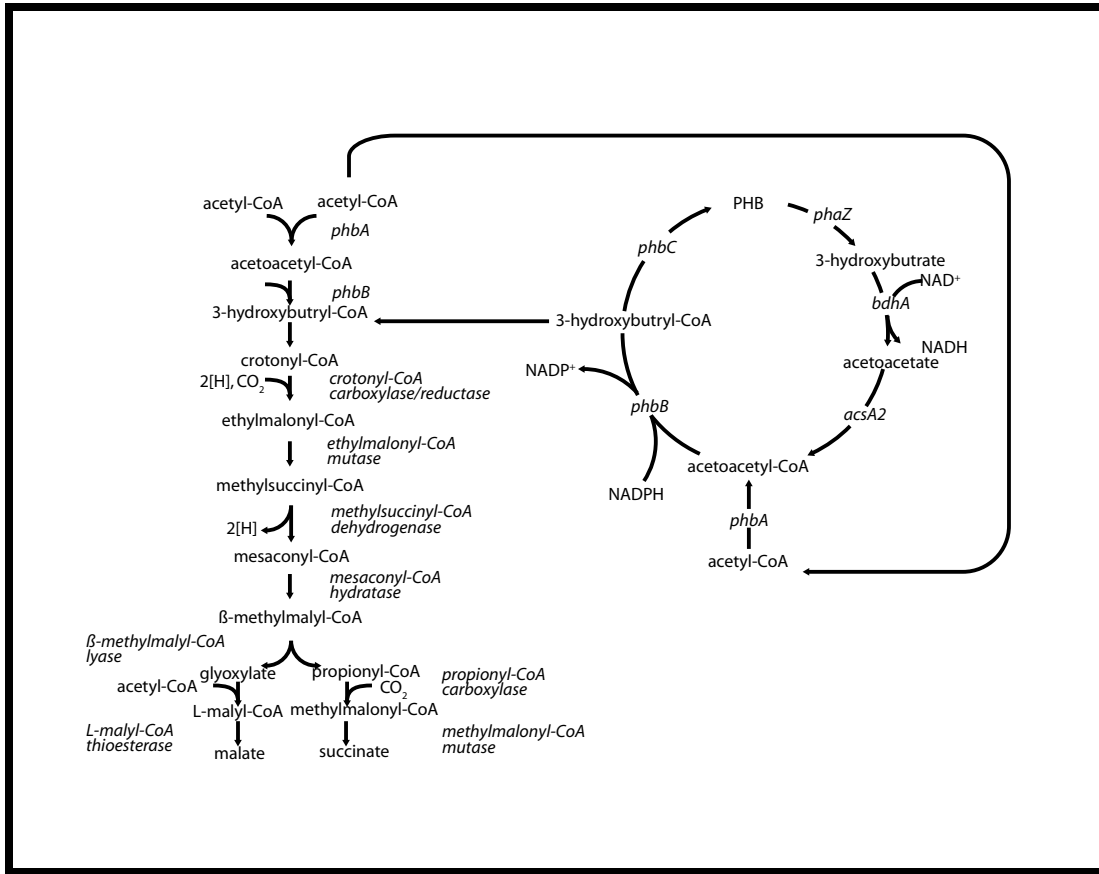 acetyl-CoA
acetyl-CoA
phbA
acetoacetyl-CoA
phbB
3-hydroxybutryl-CoA
crotonyl-CoA
2[H], CO2
crotonyl-CoA
carboxylase/reductase
ethylmalonyl-CoA
ethylmalonyl-CoA
mutase
methylsuccinyl-CoA
2[H]
methylsuccinyl-CoA
dehydrogenase
mesaconyl-CoA
mesaconyl-CoA
hydratase
ß-methylmalyl-CoA
ß-methylmalyl-CoA
lyase
glyoxylate
propionyl-CoA
propionyl-CoA
carboxylase
acetyl-CoA
CO2
L-malyl-CoA
methylmalonyl-CoA
L-malyl-CoA
thioesterase
methylmalonyl-CoA
mutase
malate
succinate
PHB
phaZ
phbC
3-hydroxybutrate
NAD+
bdhA
3-hydroxybutryl-CoA
NADH
acetoacetate
NADP+
phbB
acsA2
acetoacetyl-CoA
NADPH
phbA
acetyl-CoA